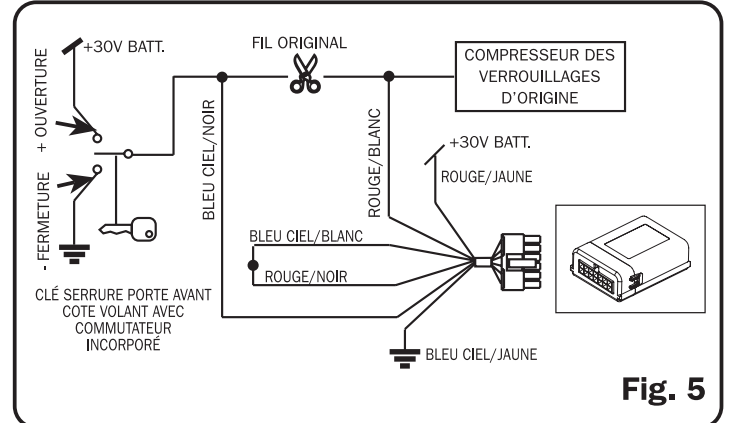 +30V BATT.
FIL ORIGINAL
COMPRESSEUR DES
VERROUILLAGES
D'ORIGINE
+ OUVERTURE
- FERMETURE
BLEU CIEL/NOIR
ROUGE/BLANC
+30V BATT.
ROUGE/JAUNE
BLEU CIEL/BLANC
ROUGE/NOIR
CLÉ SERRURE PORTE AVANT
COTE VOLANT AVEC
COMMUTATEUR
INCORPORÉ
BLEU CIEL/JAUNE
Fig. 5